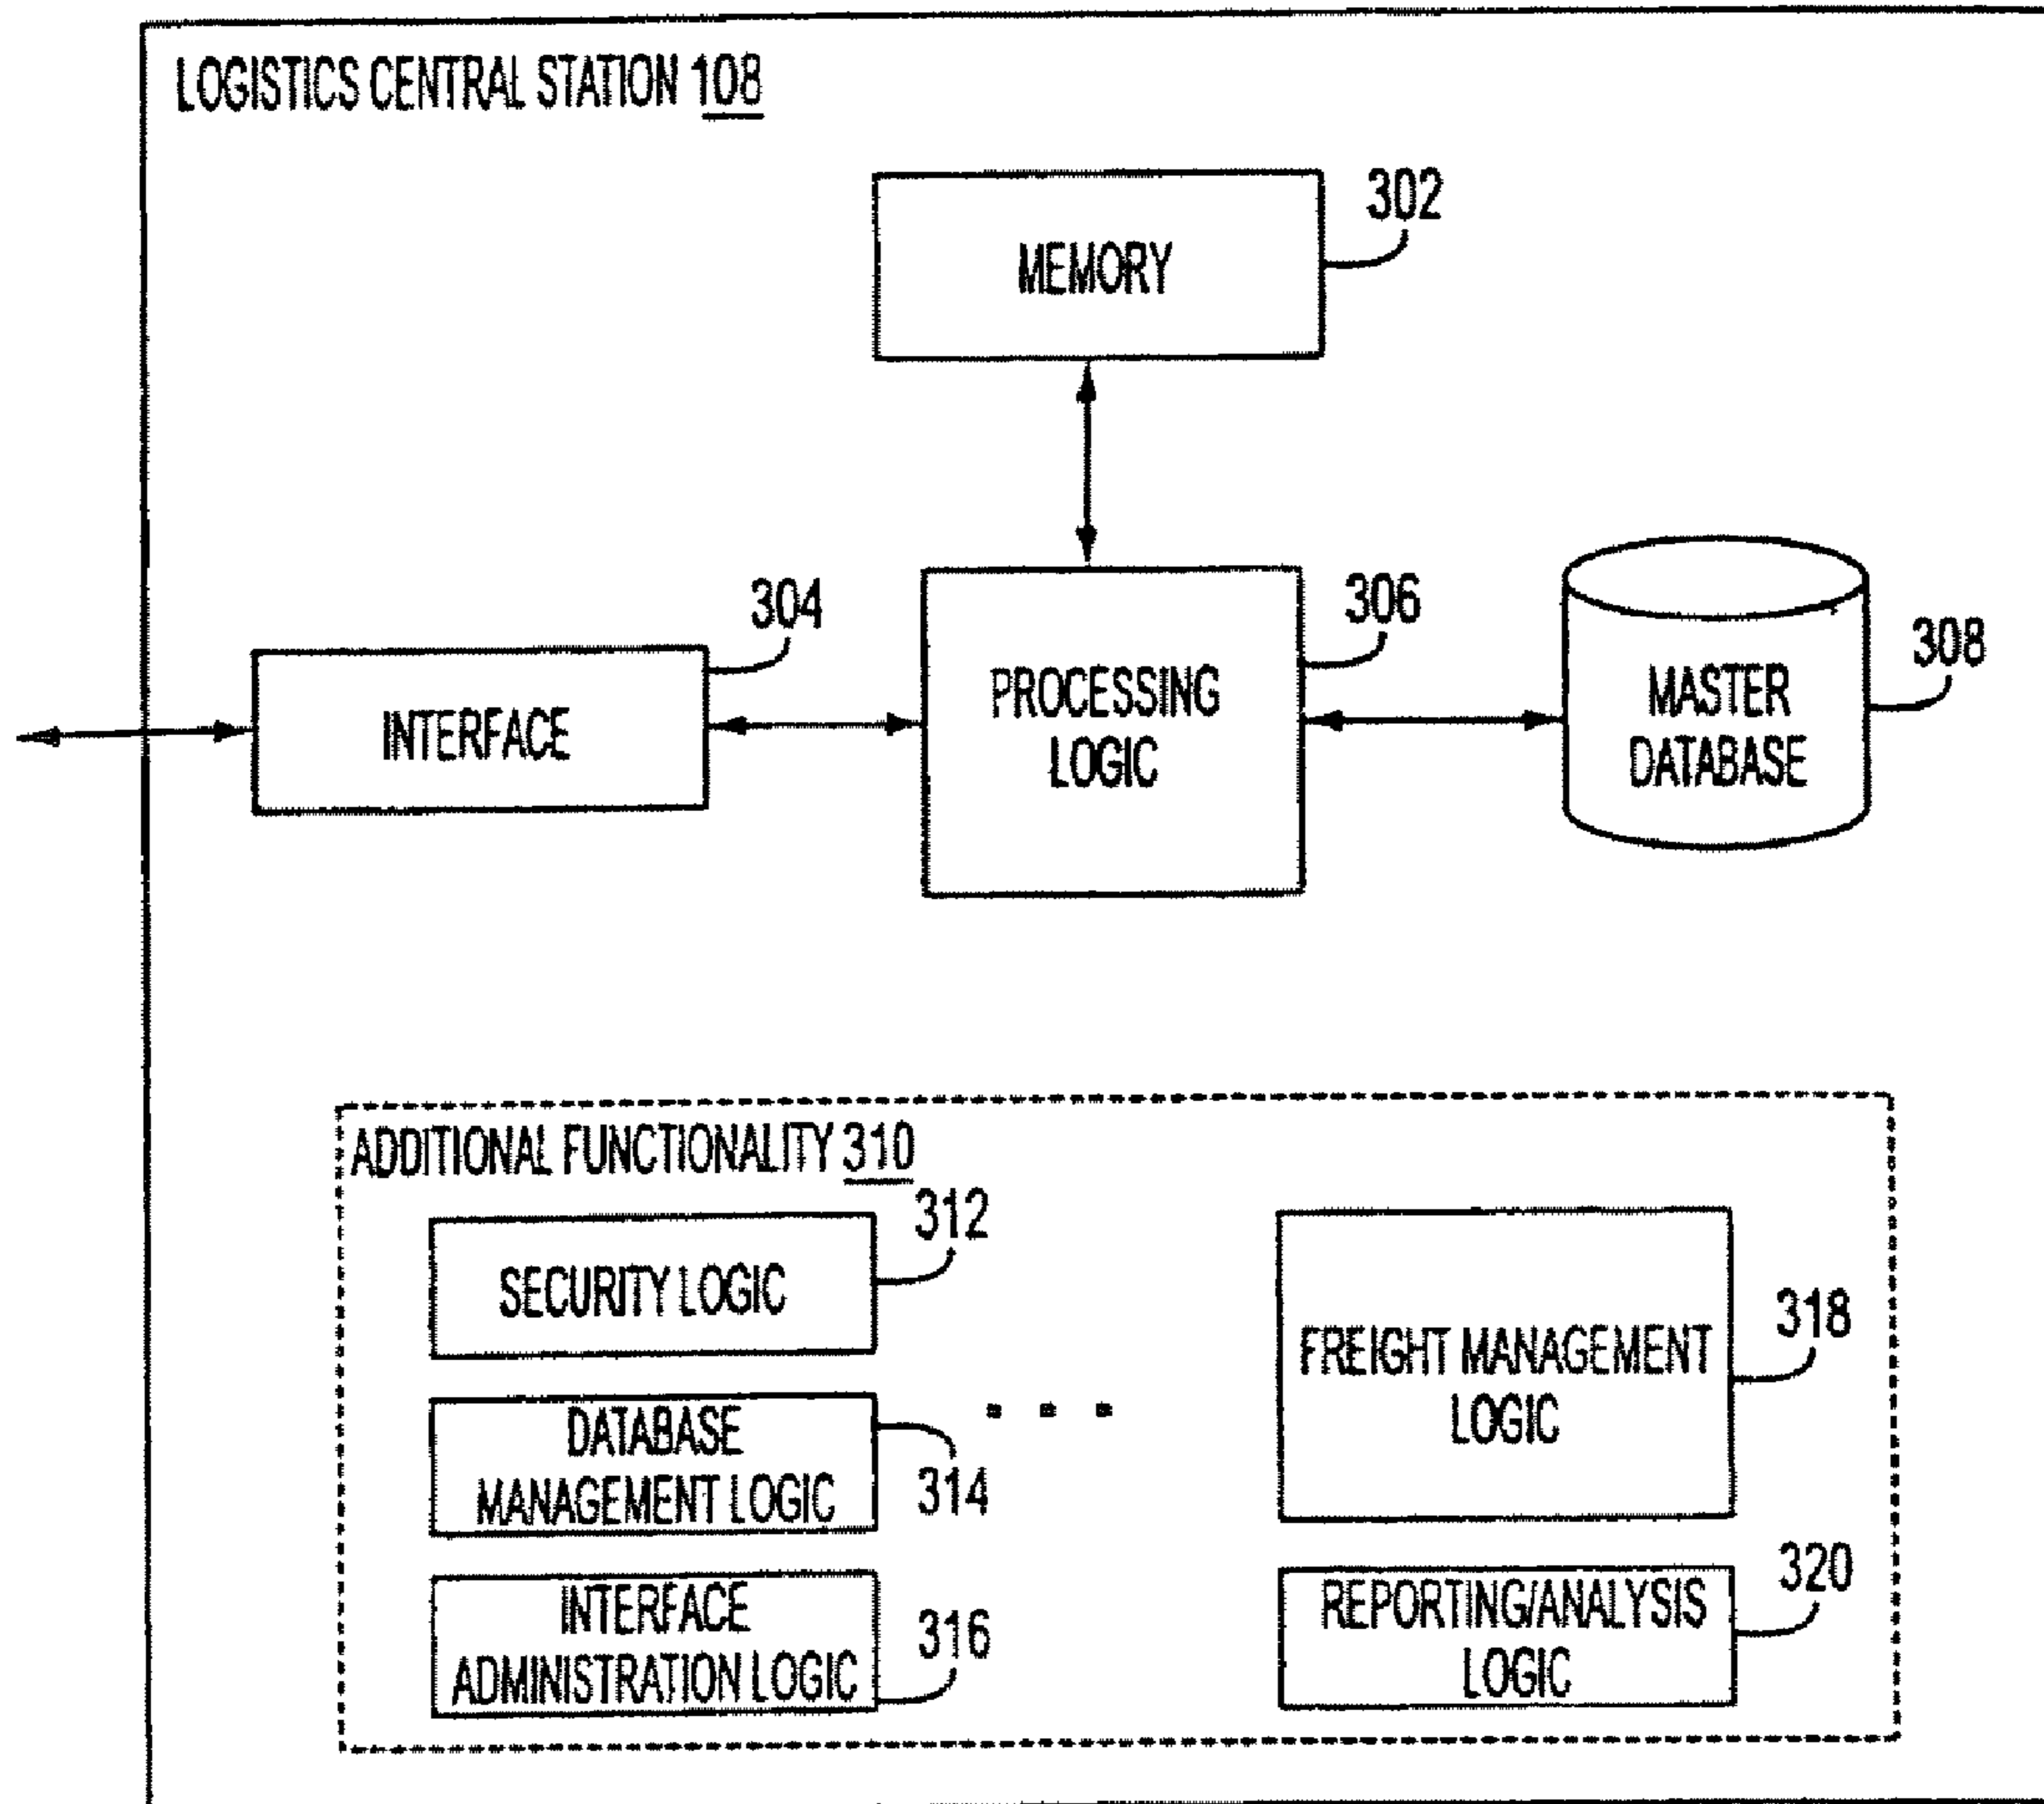 LOGISTICS CENTRAL STATION 108
302
MEMORY
304
INTERFACE
306
PROCESSING
LOGIC
308
MASTER
DATABASE
ADDITIONAL FUNCTIONALITY 310
312
SECURITY LOGIC
DATABASE
MANAGEMENT LOGIC
314
INTERFACE
ADMINISTRATION LOGIC
316
318
FREIGHT MANAGEMENT
LOGIC
320
REPORTING/ANALYSIS
LOGIC